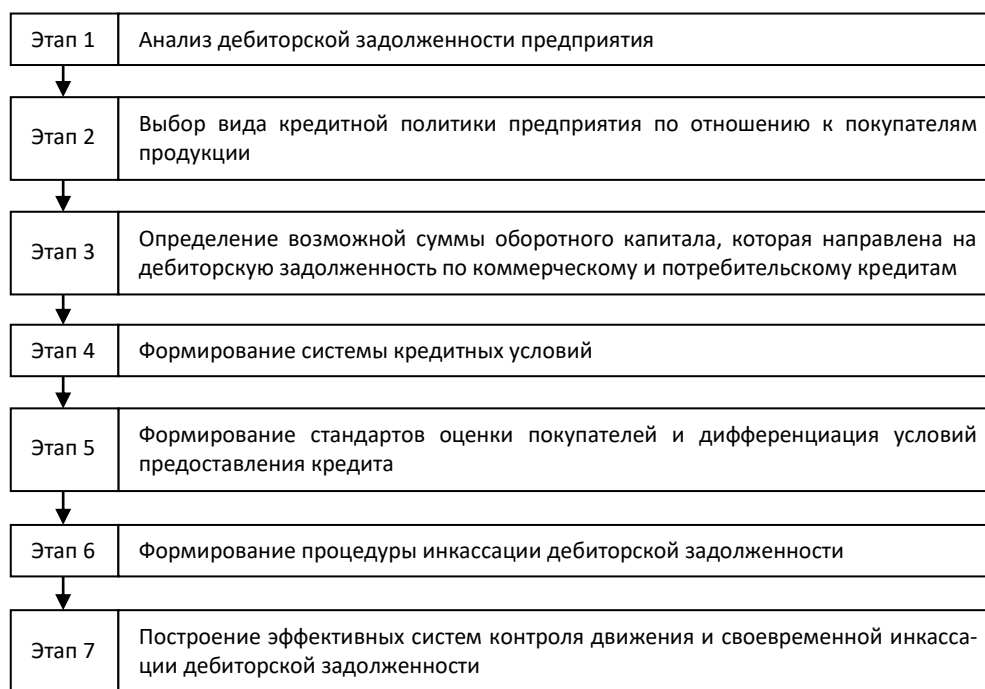 Этап 1 Анализ дебиторской задолженности предприятия
Этап 2 Выбор вида кредитной политики предприятия по отношению к покупателям
продукции
Этап 3 Определение возможной суммы оборотного капитала, которая направлена на
дебиторскую задолженность по коммерческому и потребительскому кредитам
Этап 4 Формирование системы кредитных условий
Этап 5 Формирование стандартов оценки покупателей и дифференциация условий
предоставления кредита
Этап 6 Формирование процедуры инкассации дебиторской задолженности
Этап 7 Построение эффективных систем контроля движения и своевременной инкасса-
ции дебиторской задолженности